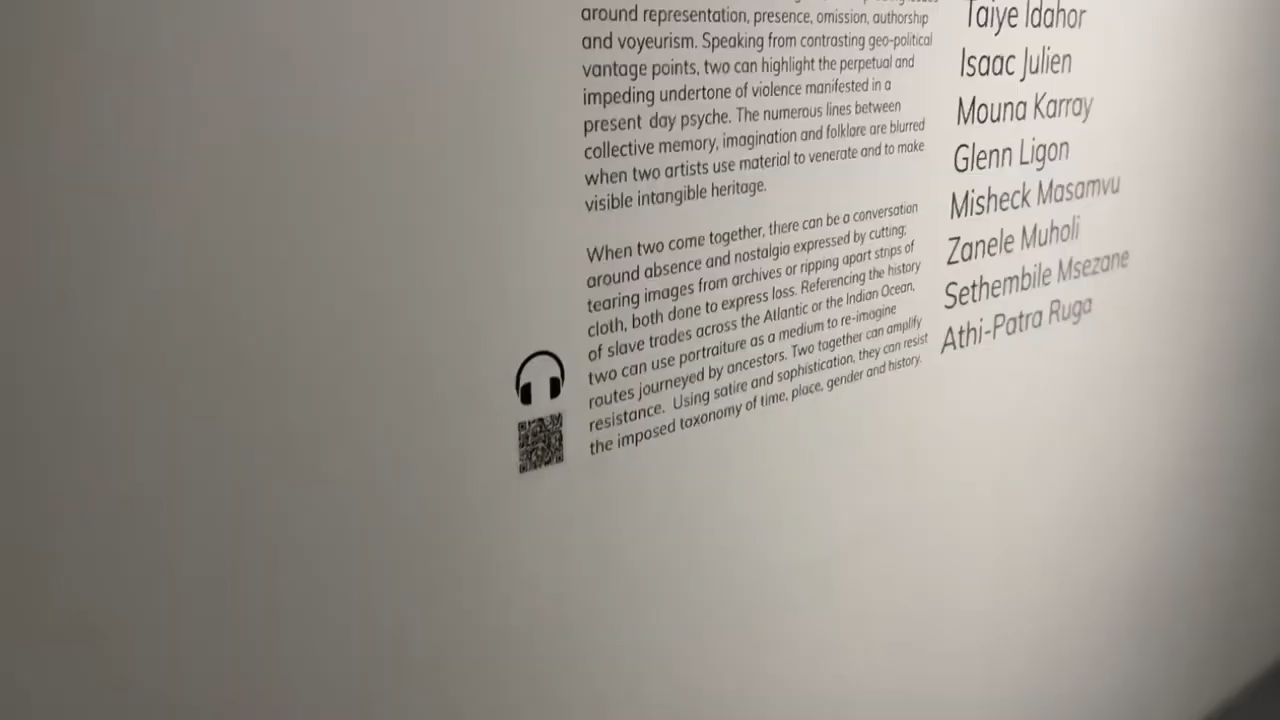 around representation, presence, omission, authorship
and voyeurism. Speaking from contrasting geo-political
vantage points, two can highlight the perpetual and
impeding undertone of violence manifested in a
present day psyche. The numerous lines between
collective memory, imagination and folklore are blurred
when two artists use material to venerate and to make
visible intangible heritage.
When two come together, there can be a conversation
around absence and nostalgia expressed by cutting;
tearing images from archives or ripping apart strips of
cloth, both done to express loss. Referencing the history
of slave trades across the Atlantic or the Indian Ocean,
two can use portraiture as a medium to re-imagine
routes journeyed by ancestors. Two together can amplify
resistance. Using satire and sophistication, they can resist
the imposed taxonomy of time, place, gender and history.
Taiye Idahor
Isaac Julien
Mouna Karray
Glenn Ligon
Misheck Masamvu
Zanele Muholi
Sethembile Msezane
Athi-Patra Ruga